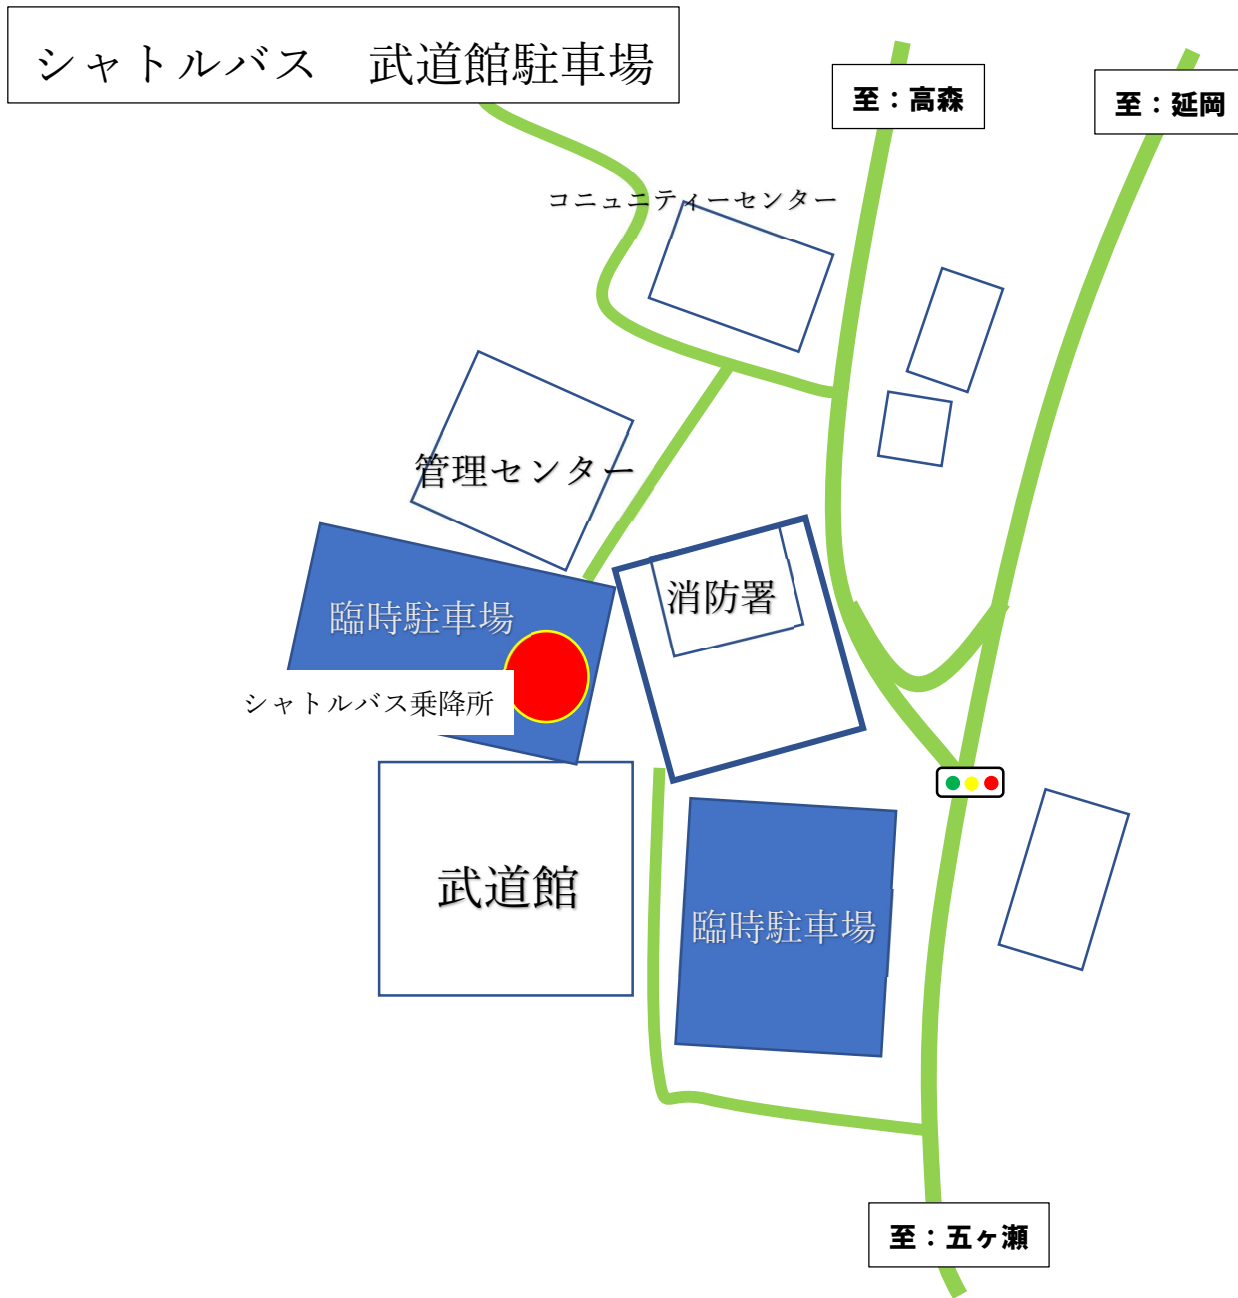 シャトルバス　武道館駐車場
至：高森
至：延岡
コニュニティーセンター
管理センター
消防署
臨時駐車場
シャトルバス乗降所
武道館
臨時駐車場
至：五ヶ瀬